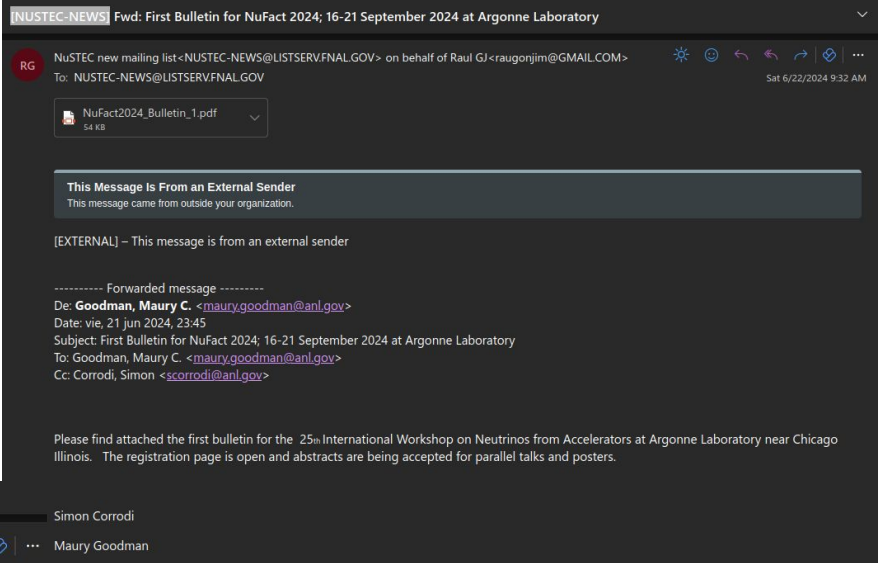 [NUSTEC-NEWS] Fwd: First Bulletin for NuFact 2024; 16-21 September 2024 at Argonne Laboratory
RG
NuSTEC new mailing list<NUSTEC-NEWS@LISTSERV.FNAL.GOV> on behalf of Raul GJ<raugonjim@GMAIL.COM>
To: NUSTEC-NEWS@LISTSERV.FNAL.GOV
Sat 6/22/2024 9:32 AM
NuFact2024_Bulletin_1.pdf
54 KB
This Message Is From an External Sender
This message came from outside your organization.
[EXTERNAL] – This message is from an external sender
---------- Forwarded message ---------
De: Goodman, Maury C. <maury.goodman@anl.gov>
Date: vie, 21 jun 2024, 23:45
Subject: First Bulletin for NuFact 2024; 16-21 September 2024 at Argonne Laboratory
To: Goodman, Maury C. <maury.goodman@anl.gov>
Cc: Corrodi, Simon <scorrodi@anl.gov>
Please find attached the first bulletin for the 25th International Workshop on Neutrinos from Accelerators at Argonne Laboratory near Chicago
Illinois. The registration page is open and abstracts are being accepted for parallel talks and posters.
Simon Corrodi
Maury Goodman